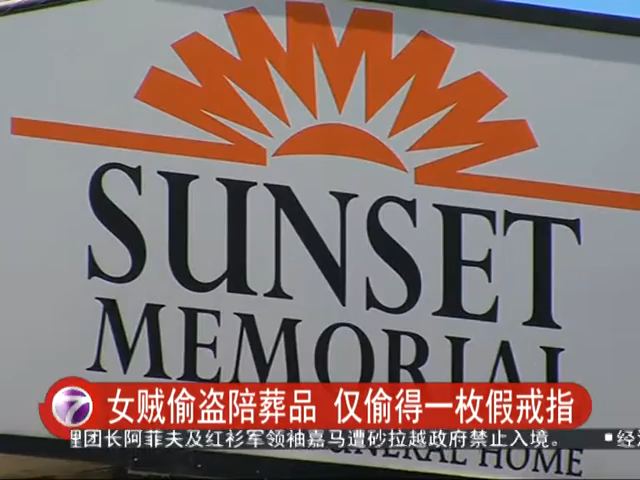 SUNSET
MEMORIAL
FUNERAL HOME
7
女贼偷盗陪葬品 仅偷得一枚假戒指
团长阿菲夫及红衫军领袖嘉马遭砂拉越政府禁止入境。 ■经